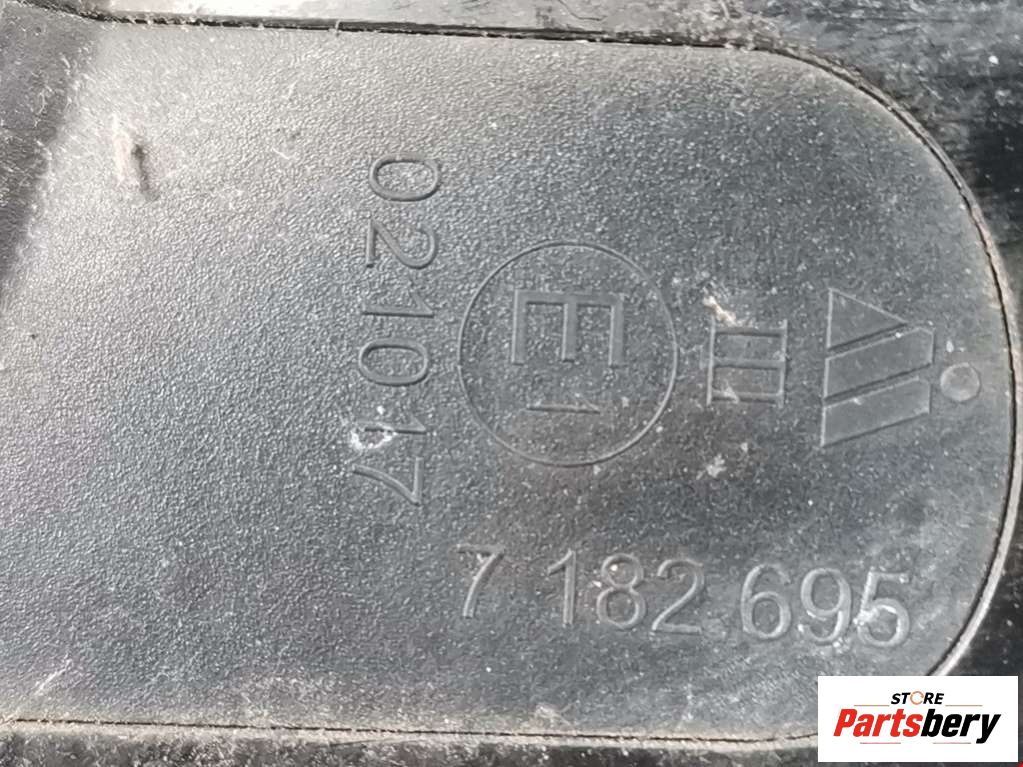 021017
E1
III
7 182 695
STORE
Partsbery